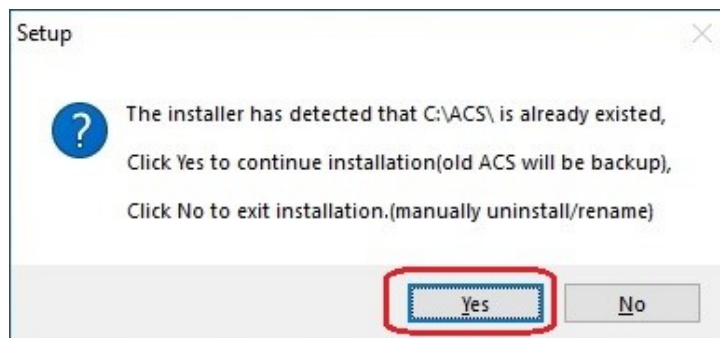 Setup
The installer has detected that C:\ACS\ is already existed,
Click Yes to continue installation(old ACS will be backup),
Click No to exit installation.(manually uninstall/rename)
Yes
No